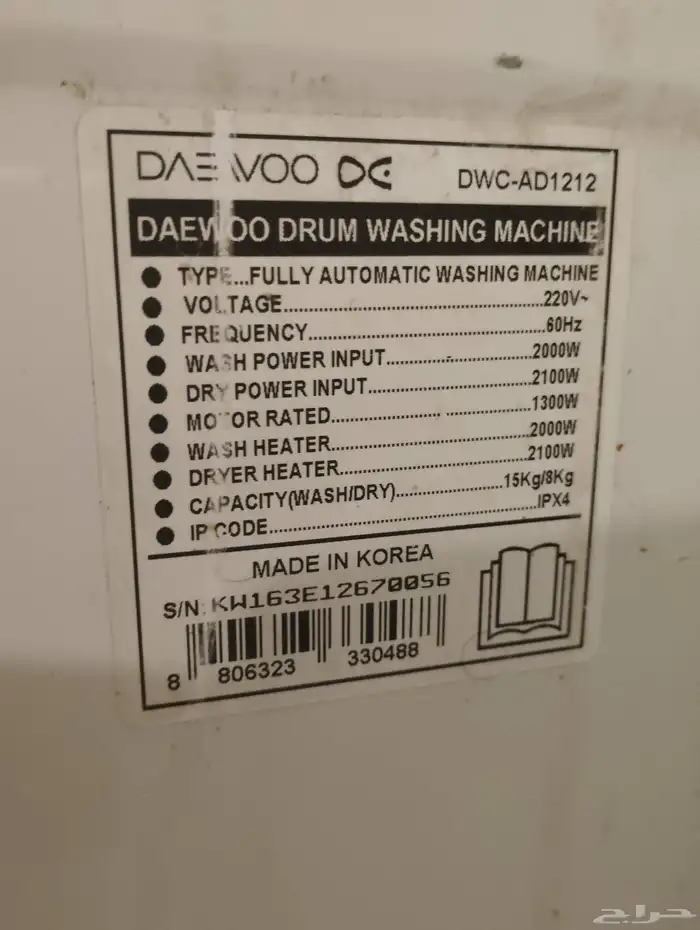 DAEWOO DWC-AD1212
DAEWOO DRUM WASHING MACHINE
● TYPE...FULLY AUTOMATIC WASHING MACHINE
● VOLTAGE..........220V~
● FREQUENCY..........60Hz
● WASH POWER INPUT..........2000W
● DRY POWER INPUT..........2100W
● MOTOR RATED..........1300W
● WASH HEATER..........2000W
● DRYER HEATER..........2100W
● CAPACITY(WASH/DRY)..........15Kg/8Kg
● IP CODE..........IPX4
MADE IN KOREA
S/N: KW163E12670056
8 806323 330488
حراج